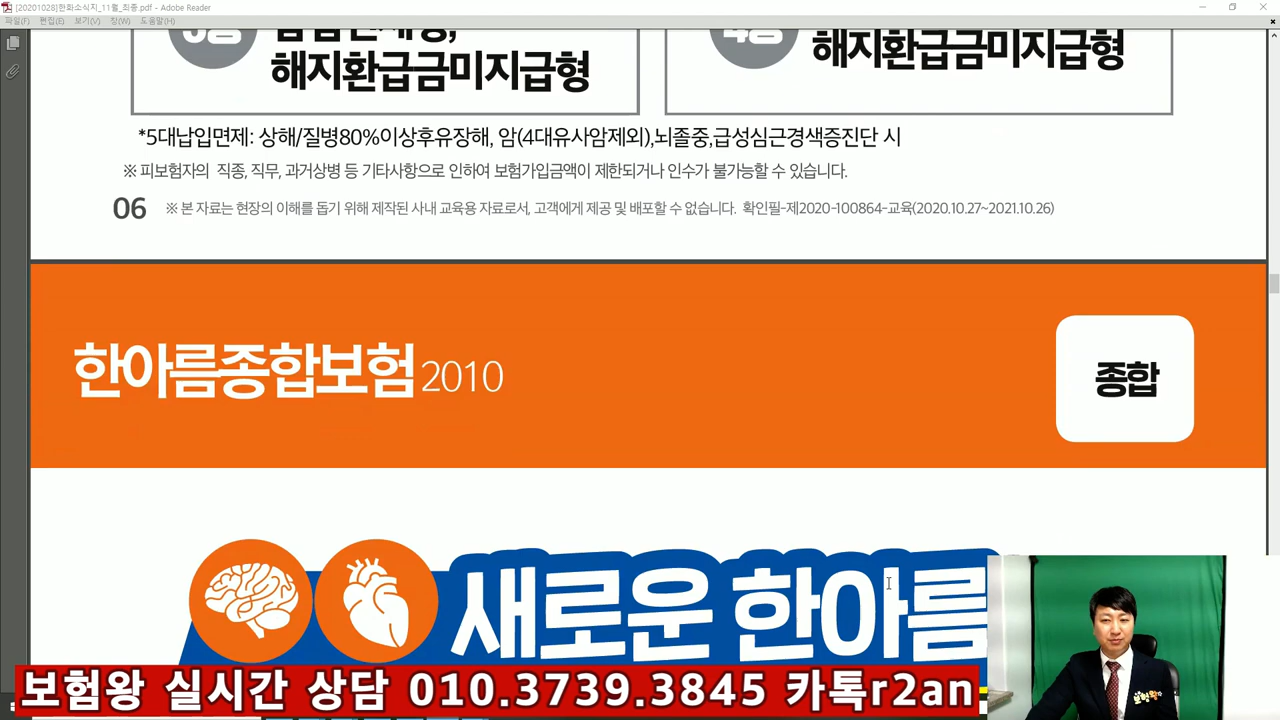 [20201028]한화소식지_11월_최종.pdf - Adobe Reader
파일(F) 편집(E) 보기(V) 창(W) 도움말(H)
해지환급금미지급형
해지환급금미지급형
*5대납입면제: 상해/질병80%이상후유장해, 암(4대유사암제외),뇌졸중,급성심근경색증진단 시
※ 피보험자의 직종, 직무, 과거상병 등 기타사항으로 인하여 보험가입금액이 제한되거나 인수가 불가능할 수 있습니다.
06 ※ 본 자료는 현장의 이해를 돕기 위해 제작된 사내 교육용 자료로서, 고객에게 제공 및 배포할 수 없습니다. 확인필-제2020-100864-교육(2020.10.27~2021.10.26)
한아름종합보험 2010
종합
새로운 한아름
보험왕 실시간 상담 010.3739.3845 카톡r2an